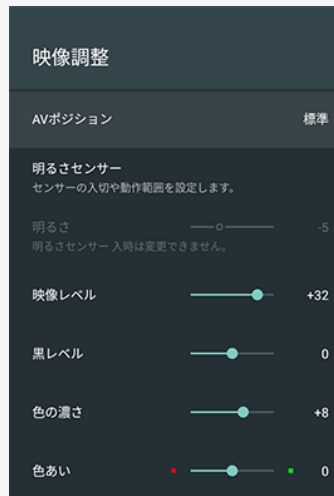 映像調整
AVポジション 標準
明るさセンサー
センサーの入切や動作範囲を設定します。
明るさ -5
明るさセンサー 入時は変更できません。
映像レベル +32
黒レベル 0
色の濃さ +8
色あい 0